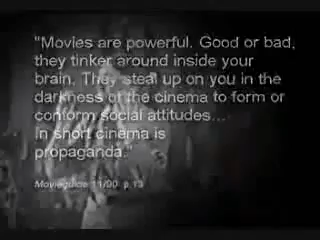 "Movies are powerful. Good or bad,
they tinker around inside your
brain. They steal up on you in the
darkness of the cinema to form or
conform social attitudes...
In short cinema is
propaganda."
Movieguide 11/90 p.13